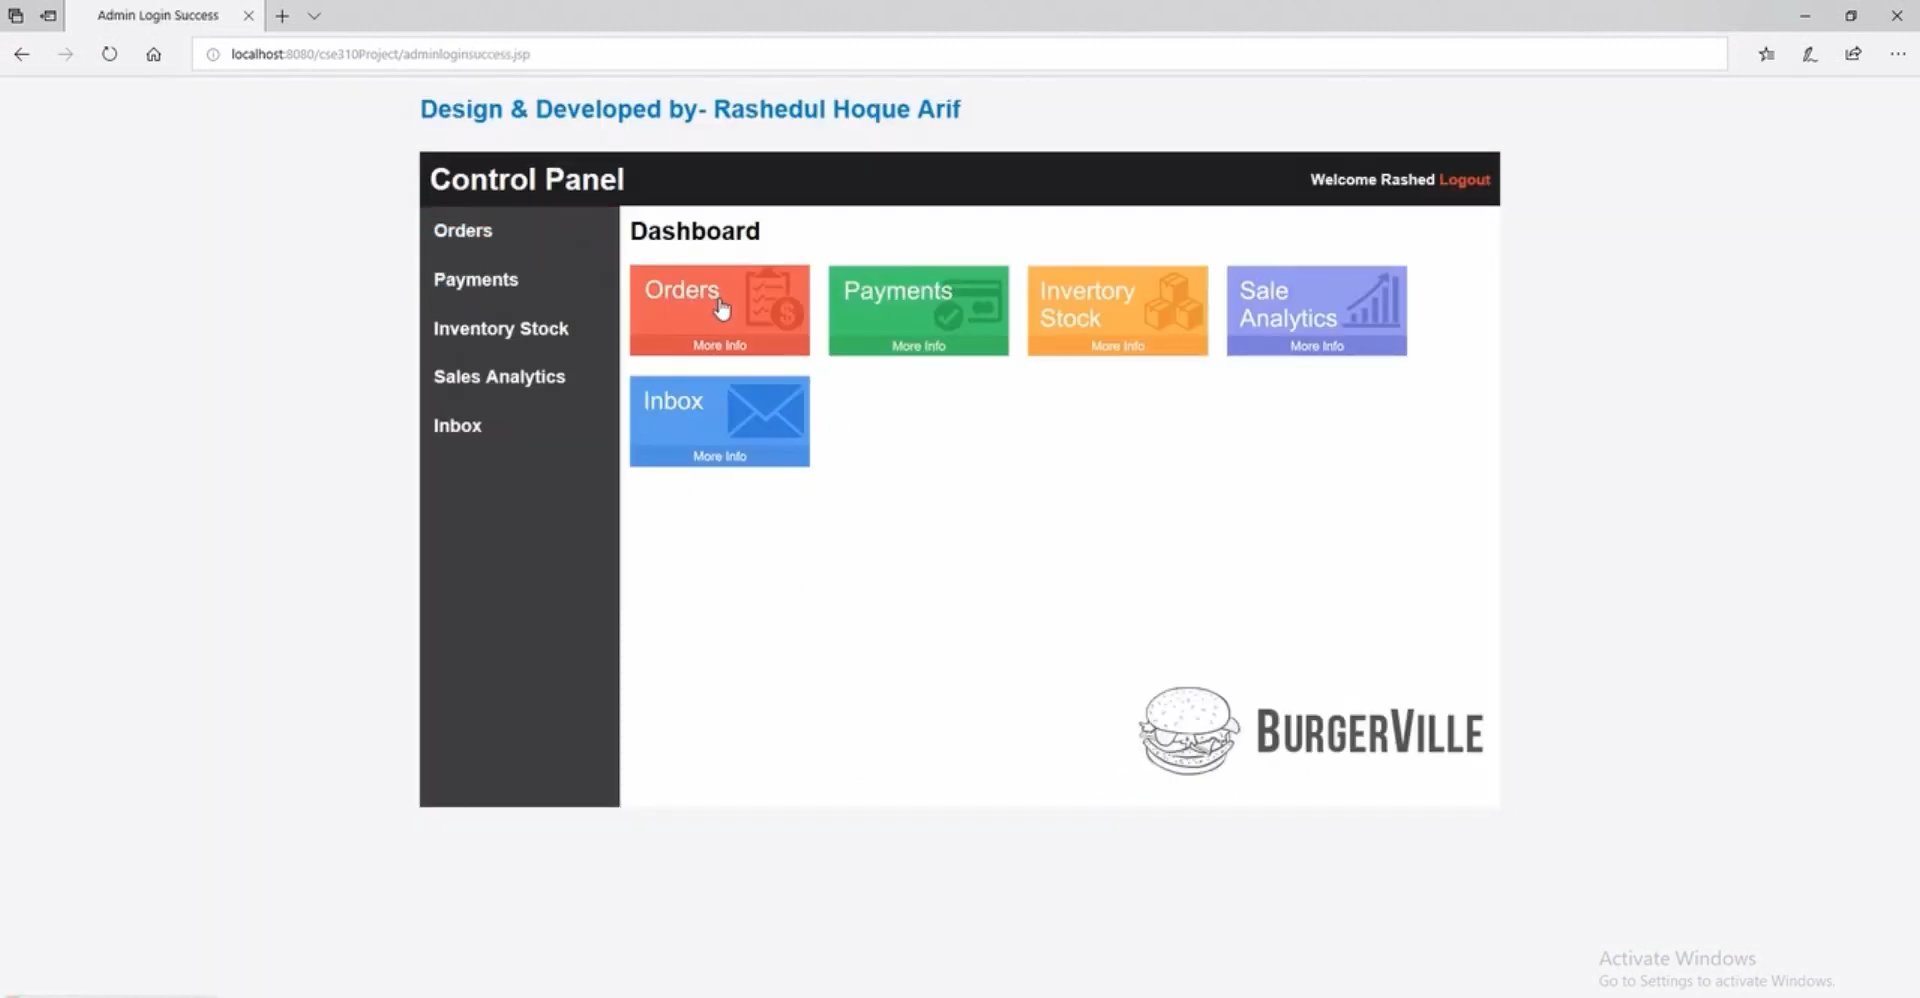 Admin Login Success
localhost:8080/cse310Project/adminloginsuccess.jsp
Design & Developed by- Rashedul Hoque Arif
Control Panel
Welcome Rashed Logout
Orders
Payments
Inventory Stock
Sales Analytics
Inbox
Dashboard
Orders
More Info
Payments
More Info
Invertory
Stock
More Info
Sale
Analytics
More Info
Inbox
More Info
BURGERVILLE
Activate Windows
Go to Settings to activate Windows.